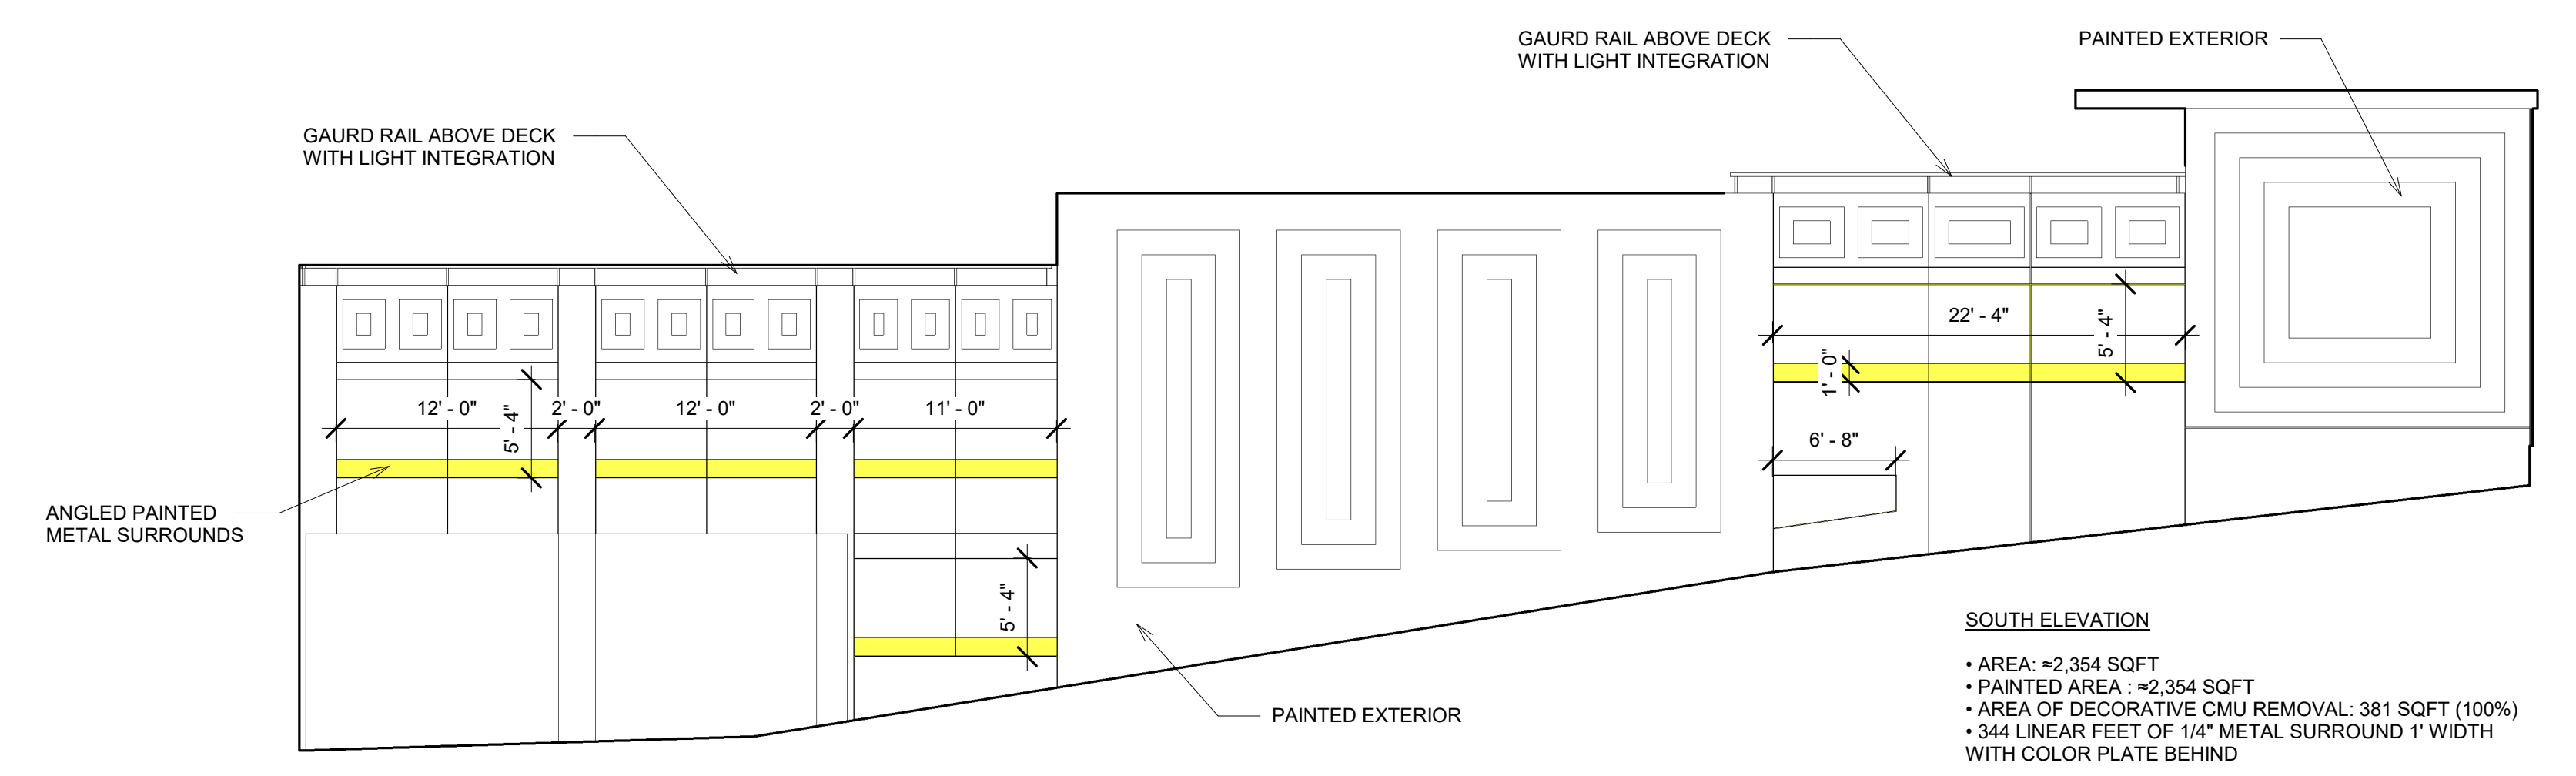 GAURD RAIL ABOVE DECK
WITH LIGHT INTEGRATION
PAINTED EXTERIOR
GAURD RAIL ABOVE DECK
WITH LIGHT INTEGRATION
22' - 4"
5' - 4"
1' - 0"
12' - 0"
2' - 0"
12' - 0"
2' - 0"
11' - 0"
5' - 4"
6' - 8"
ANGLED PAINTED
METAL SURROUNDS
5' - 4"
PAINTED EXTERIOR
SOUTH ELEVATION
• AREA: ≈2,354 SQFT
• PAINTED AREA : ≈2,354 SQFT
• AREA OF DECORATIVE CMU REMOVAL: 381 SQFT (100%)
• 344 LINEAR FEET OF 1/4" METAL SURROUND 1' WIDTH
WITH COLOR PLATE BEHIND